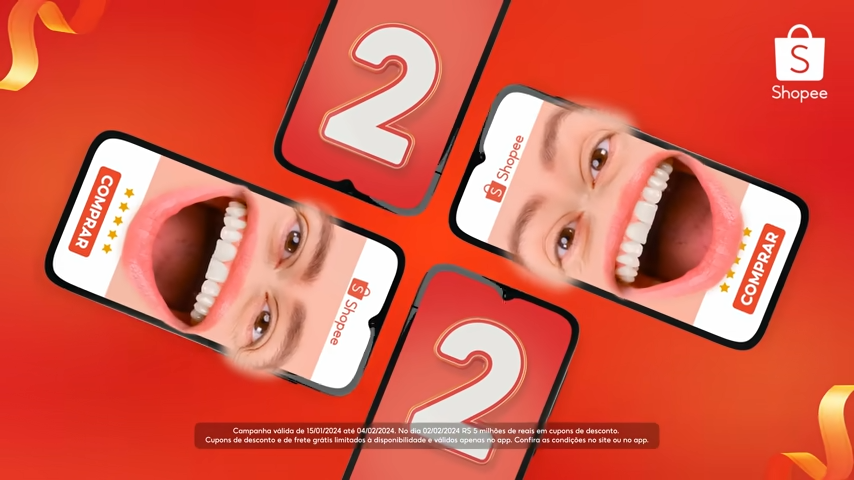 2
Shopee
Shopee
COMPRAR
COMPRAR
Shopee
2
Campanha válida de 15/01/2024 até 04/02/2024. No dia 02/02/2024 R$ 5 milhões de reais em cupons de desconto.
Cupons de desconto e de frete grátis limitados à disponibilidade e válidos apenas no app. Confira as condições no site ou no app.